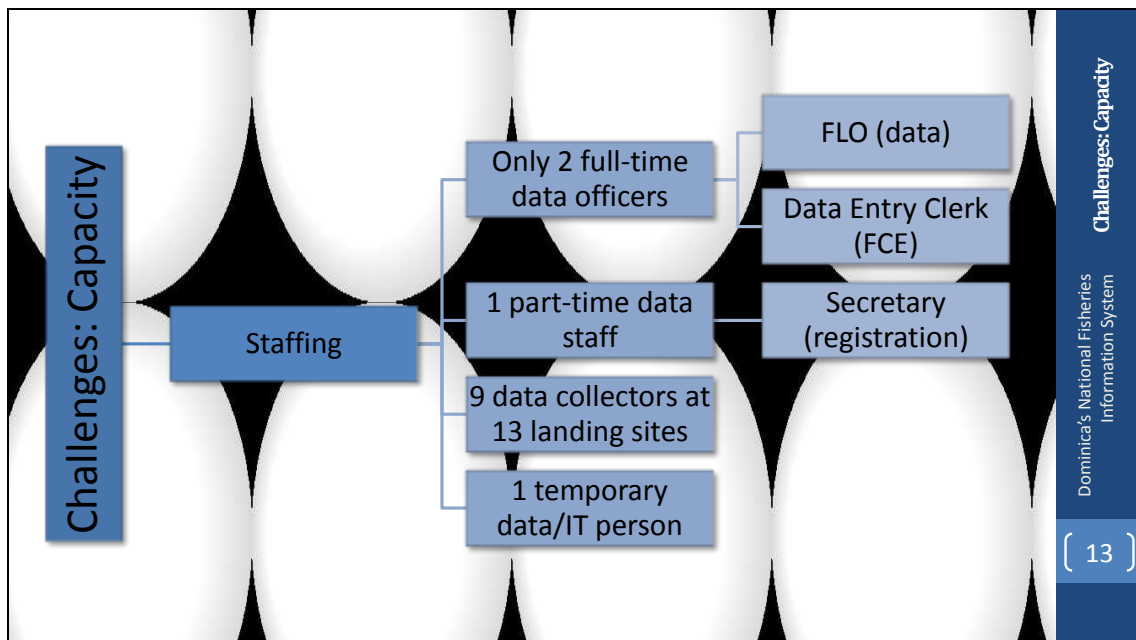 Challenges: Capacity
Staffing
Only 2 full-time
data officers
FLO (data)
Data Entry Clerk
(FCE)
1 part-time data
staff
Secretary
(registration)
9 data collectors at
13 landing sites
1 temporary
data/IT person
Challenges: Capacity
Dominica's National Fisheries
Information System
13